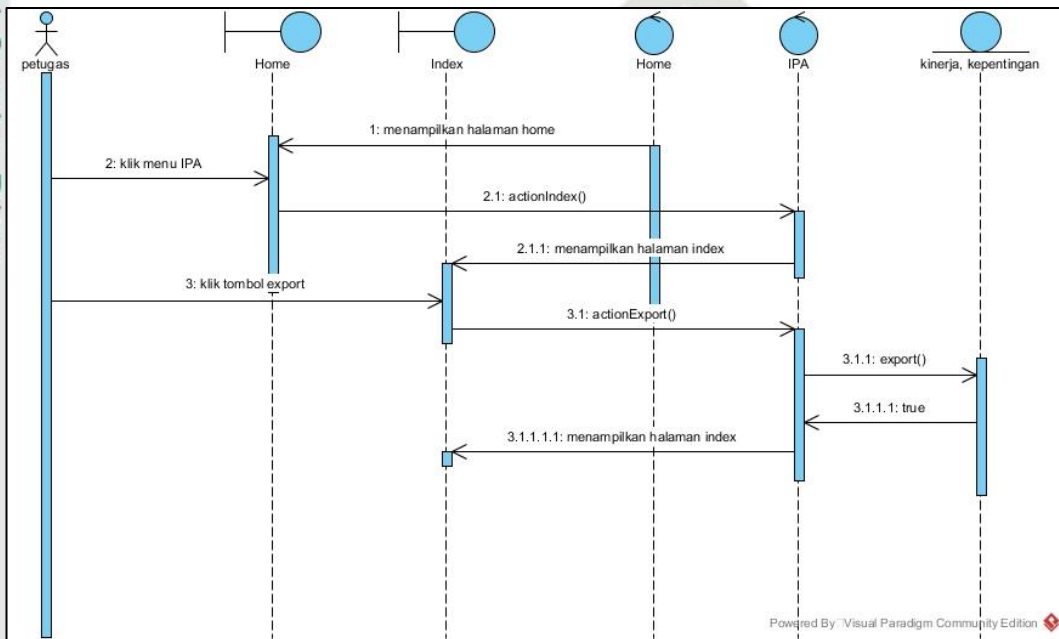 petugas
Home
Index
Home
IPA
kinerja, kepentingan
1: menampilkan halaman home
2: klik menu IPA
2.1: actionIndex()
2.1.1: menampilkan halaman index
3: klik tombol export
3.1: actionExport()
3.1.1: export()
3.1.1.1: true
3.1.1.1.1: menampilkan halaman index
Powered By Visual Paradigm Community Edition